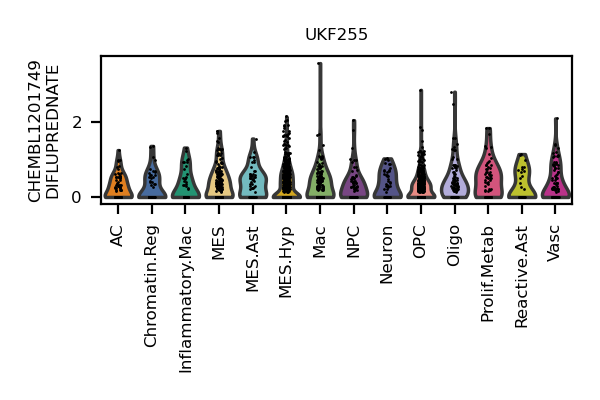 UKF255
CHEMBL1201749
DIFLUPREDNATE
2
0
AC
Chromatin.Reg
Inflammatory.Mac
MES
MES.Ast
MES.Hyp
Mac
NPC
Neuron
OPC
Oligo
Prolif.Metab
Reactive.Ast
Vasc